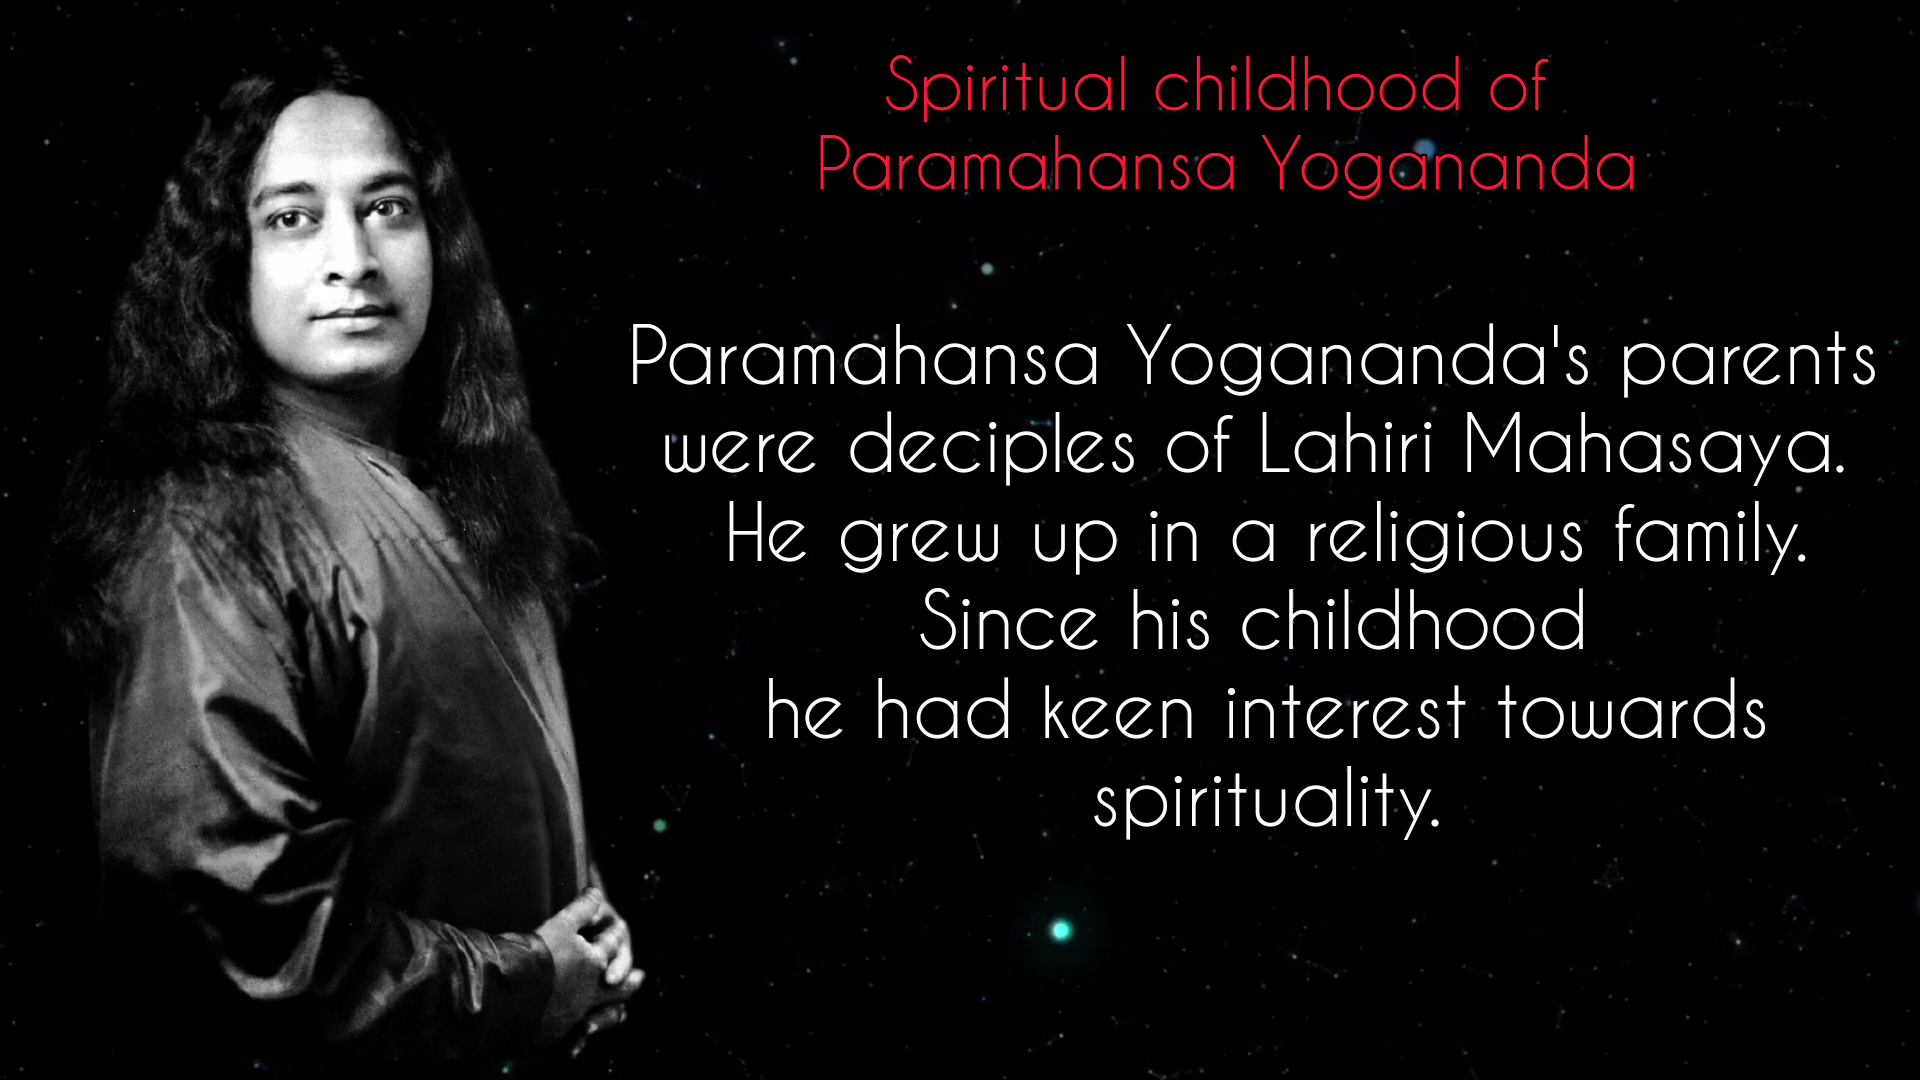 Spiritual childhood of
Paramahansa Yogananda
Paramahansa Yogananda's parents
were deciples of Lahiri Mahasaya.
He grew up in a religious family.
Since his childhood
he had keen interest towards
spirituality.